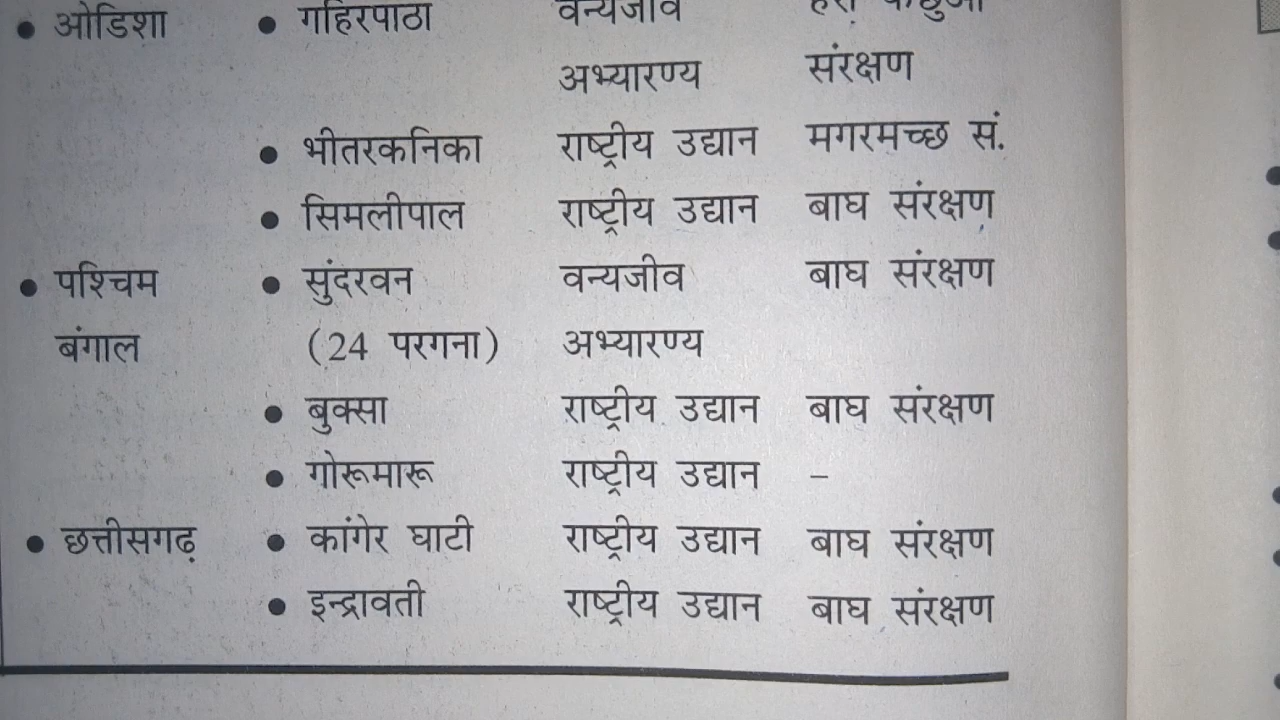 • ओडिशा • गहिरपाठा वन्यजीव
अभ्यारण्य संरक्षण
• भीतरकनिका राष्ट्रीय उद्यान मगरमच्छ सं.
• सिमलीपाल राष्ट्रीय उद्यान बाघ संरक्षण
• पश्चिम • सुंदरवन वन्यजीव बाघ संरक्षण
बंगाल (24 परगना) अभ्यारण्य
• बुक्सा राष्ट्रीय उद्यान बाघ संरक्षण
• गोरूमारू राष्ट्रीय उद्यान –
• छत्तीसगढ़ • कांगेर घाटी राष्ट्रीय उद्यान बाघ संरक्षण
• इन्द्रावती राष्ट्रीय उद्यान बाघ संरक्षण